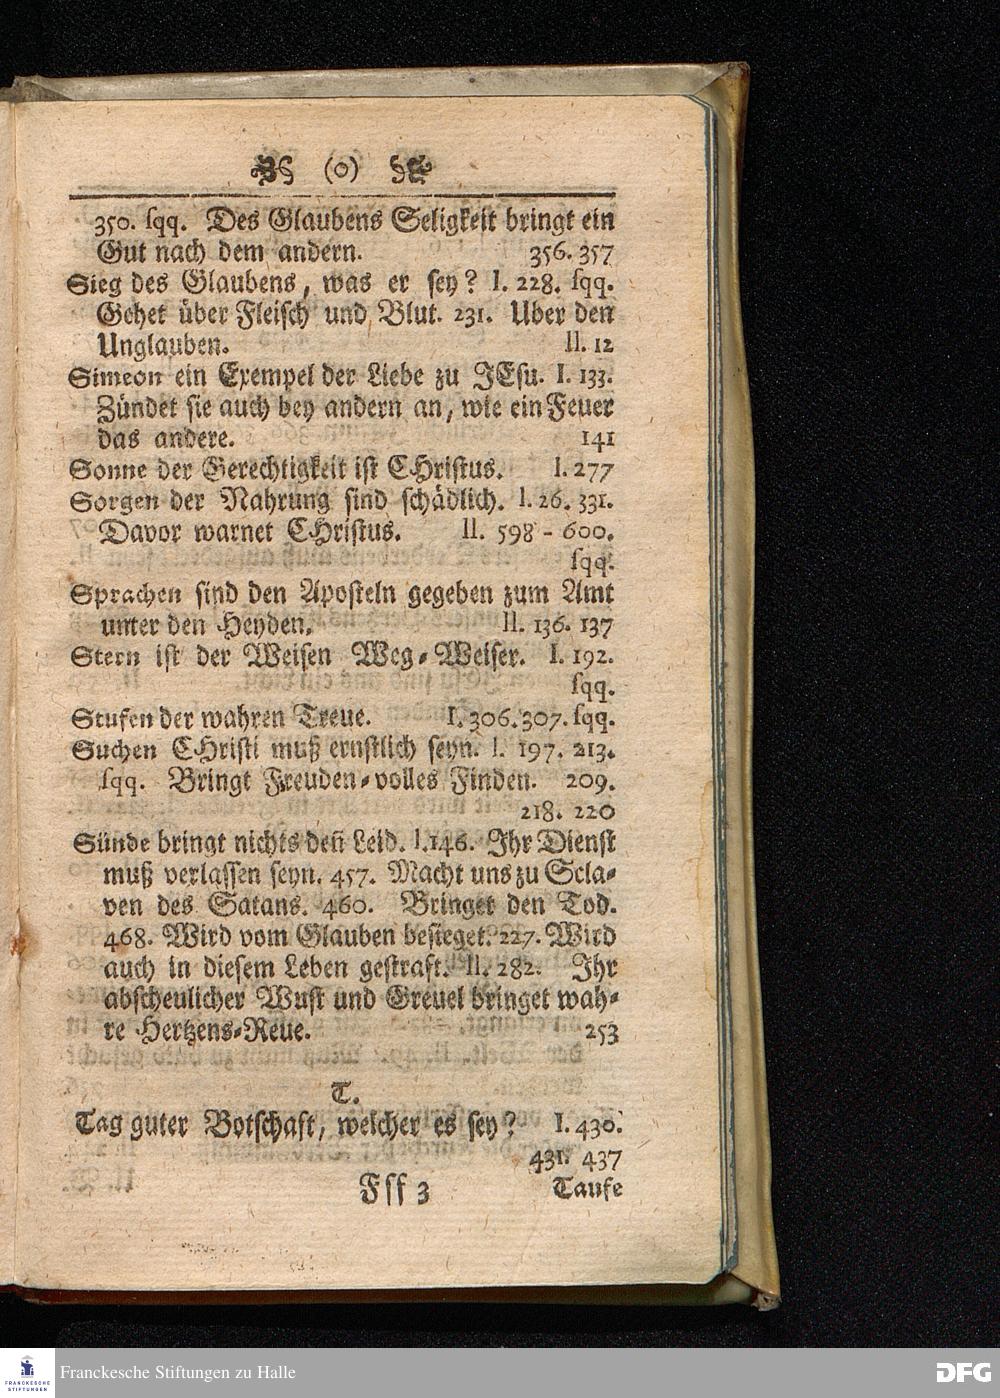 (o)
350. sqq. Des Glaubens Seligkeit bringt ein
Gut nach dem andern. 356. 357
Sieg des Glaubens, was er sey? I. 228. sqq.
Gehet über Fleisch und Blut. 231. Uber den
Unglauben. II. 12
Simeon ein Exempel der Liebe zu JEsu. I. 133.
Zündet sie auch bey andern an, wie ein Feuer
das andere. 141
Sonne der Gerechtigkeit ist CHristus. I. 277
Sorgen der Nahrung sind schädlich. I. 26. 331.
Davor warnet CHristus. II. 598 - 600.
sqq.
Sprachen sind den Aposteln gegeben zum Amt
unter den Heyden. II. 136. 137
Stern ist der Weisen Weg-Weiser. I. 192.
sqq.
Stufen der wahren Treue. I. 306. 307. sqq.
Suchen CHristi muß ernstlich seyn. I. 197. 213.
sqq. Bringt Freuden-volles Finden. 209.
218. 220
Sünde bringt nichts deñ Leid. I. 146. Ihr Dienst
muß verlassen seyn. 457. Macht uns zu Scla-
ven des Satans. 460. Bringet den Tod.
468. Wird vom Glauben besieget. 227. Wird
auch in diesem Leben gestraft. II. 282. Ihr
abscheulicher Wust und Greuel bringet wah-
re Hertzens-Reue. 253
T.
Tag guter Botschaft, welcher es sey? I. 430.
431. 437
Fff 3 Taufe
FRANCKESCHE STIFTUNGEN
Franckesche Stiftungen zu Halle
DFG